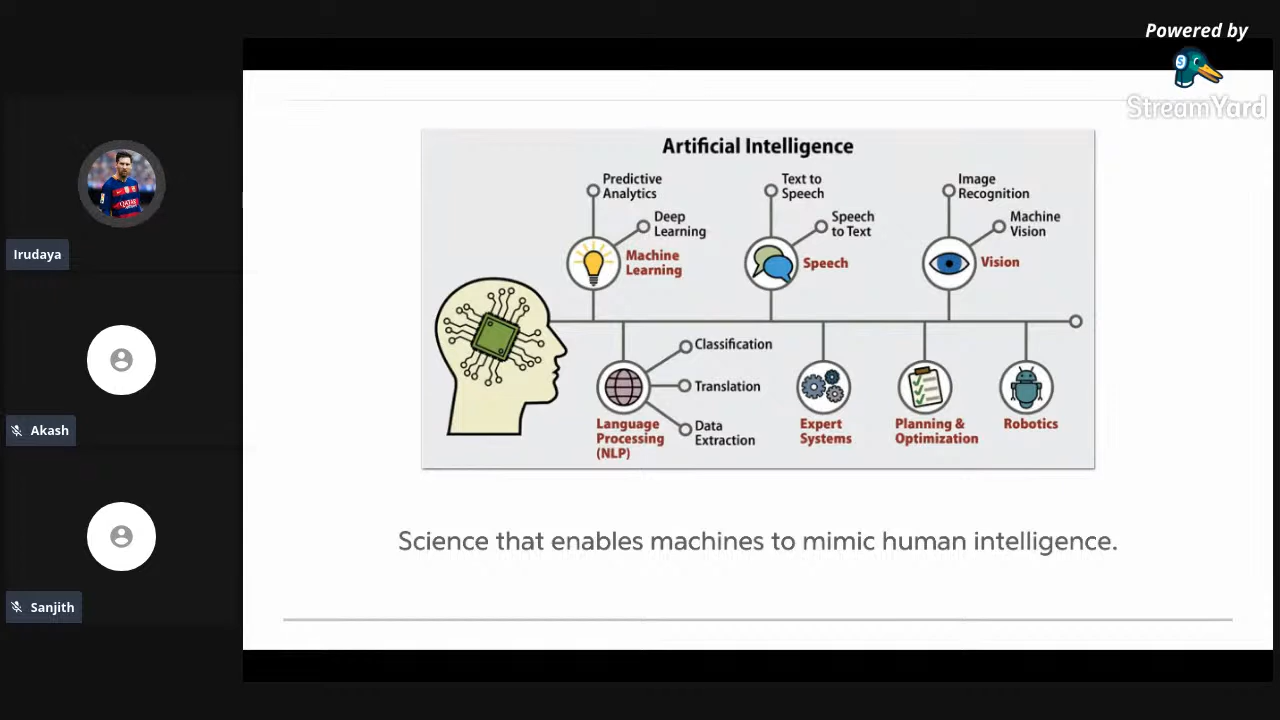 Powered by
StreamYard
Irudaya
Akash
Sanjith
Artificial Intelligence
Predictive
Analytics
Deep
Learning
Machine
Learning
Text to
Speech
Speech
to Text
Speech
Image
Recognition
Machine
Vision
Vision
Classification
Translation
Data
Extraction
Language
Processing
(NLP)
Expert
Systems
Planning &
Optimization
Robotics
Science that enables machines to mimic human intelligence.